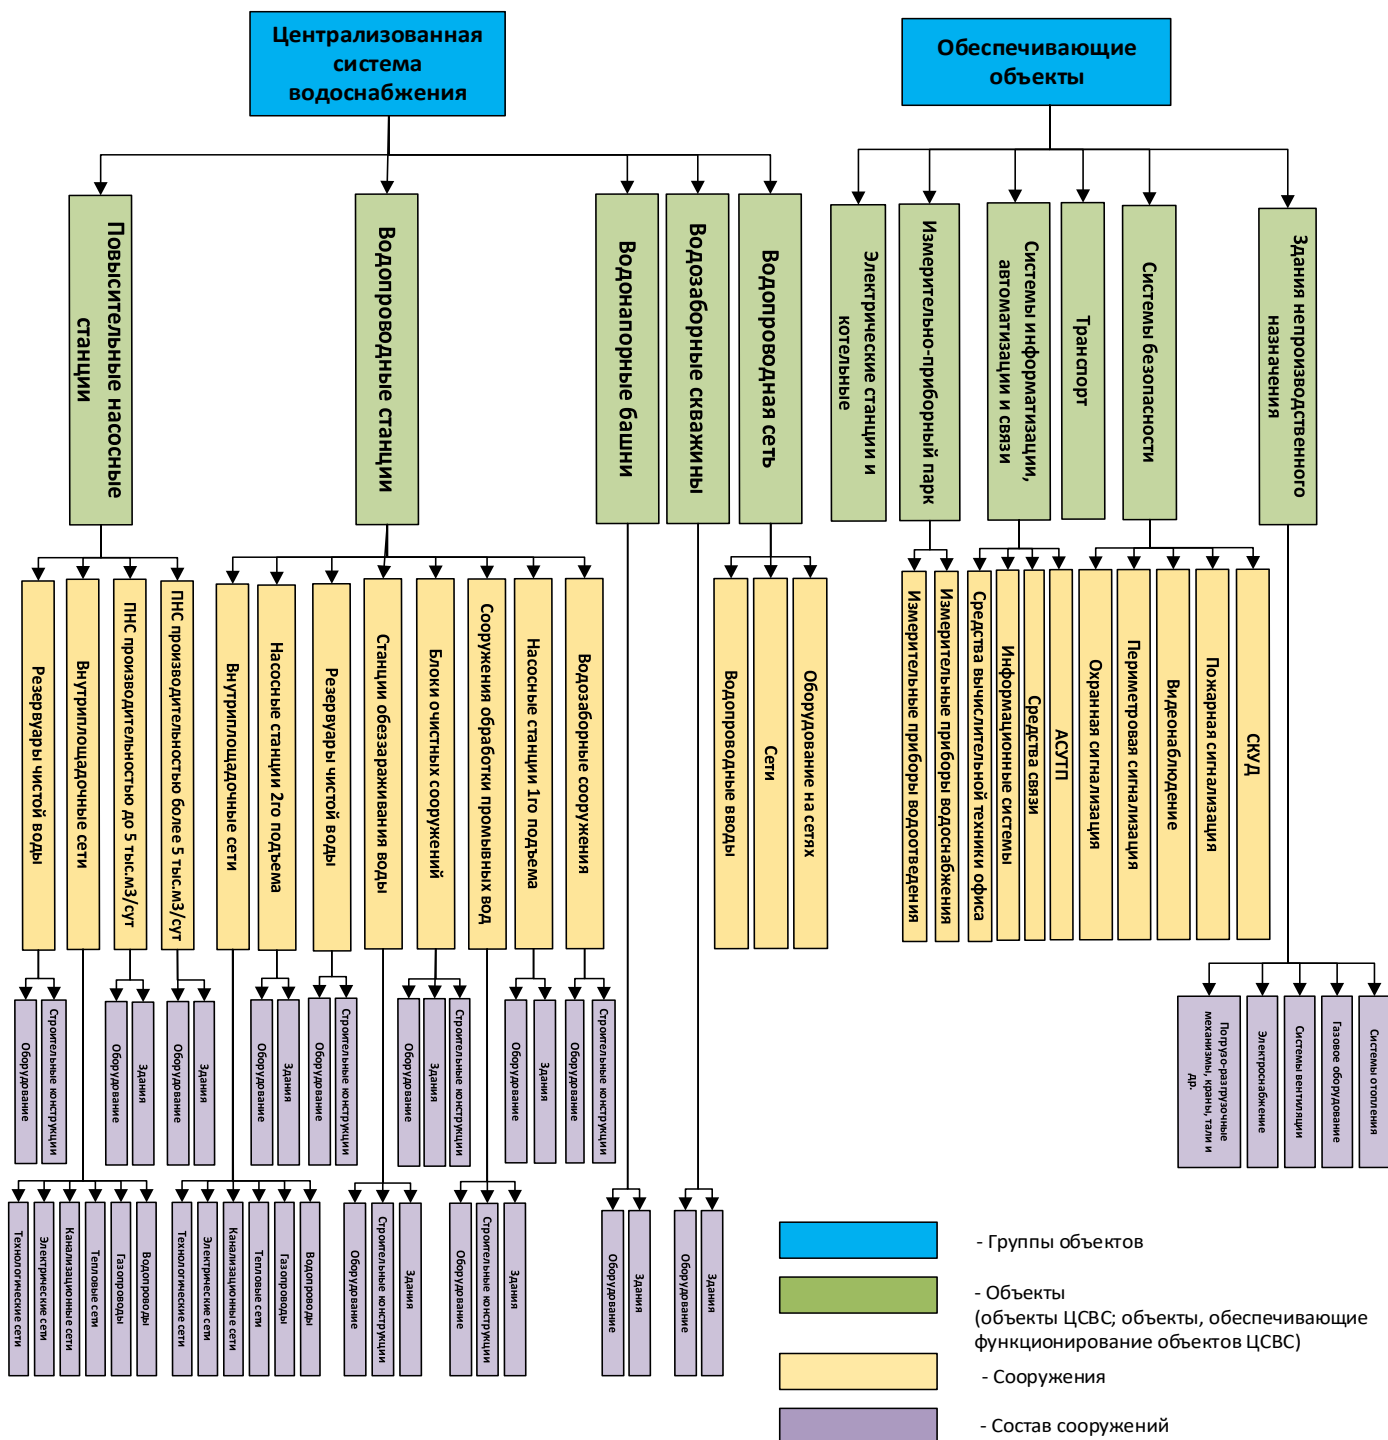 Централизованная
система
водоснабжения
Обеспечивающие
объекты
Повысительные насосные
станции
Водопроводные станции
Водонапорные башни
Водозаборные скважины
Водопроводная сеть
Электрические станции и
котельные
Измерительно-приборный парк
Системы информатизации,
автоматизации и связи
Транспорт
Системы безопасности
Здания непроизводственного
назначения
Резервуары чистой воды
Внутриплощадочные сети
ПНС производительностью до 5 тыс.м3/сут
ПНС производительностью более 5 тыс.м3/сут
Внутриплощадочные сети
Насосные станции 2го подъема
Резервуары чистой воды
Станции обеззараживания воды
Блоки очистных сооружений
Сооружения обработки промывных вод
Насосные станции 1го подъема
Водозаборные сооружения
Водопроводные вводы
Сети
Оборудование на сетях
Измерительные приборы водоотведения
Измерительные приборы водоснабжения
Средства вычислительной техники офиса
Информационные системы
Средства связи
АСУТП
Охранная сигнализация
Периметровая сигнализация
Видеонаблюдение
Пожарная сигнализация
СКУД
Оборудование
Строительные конструкции
Оборудование
Здания
Оборудование
Здания
Оборудование
Здания
Оборудование
Строительные конструкции
Оборудование
Здания
Строительные конструкции
Оборудование
Здания
Оборудование
Строительные конструкции
Погрузо-разгрузочные
механизмы, краны, тали и
др.
Электроснабжение
Системы вентиляции
Газовое оборудование
Системы отопления
Технологические сети
Электрические сети
Канализационные сети
Тепловые сети
Газопроводы
Водопроводы
Технологические сети
Электрические сети
Канализационные сети
Тепловые сети
Газопроводы
Водопроводы
Оборудование
Строительные конструкции
Здания
Оборудование
Строительные конструкции
Здания
Оборудование
Здания
Оборудование
Здания
- Группы объектов
- Объекты
(объекты ЦСВС; объекты, обеспечивающие
функционирование объектов ЦСВС)
- Сооружения
- Состав сооружений